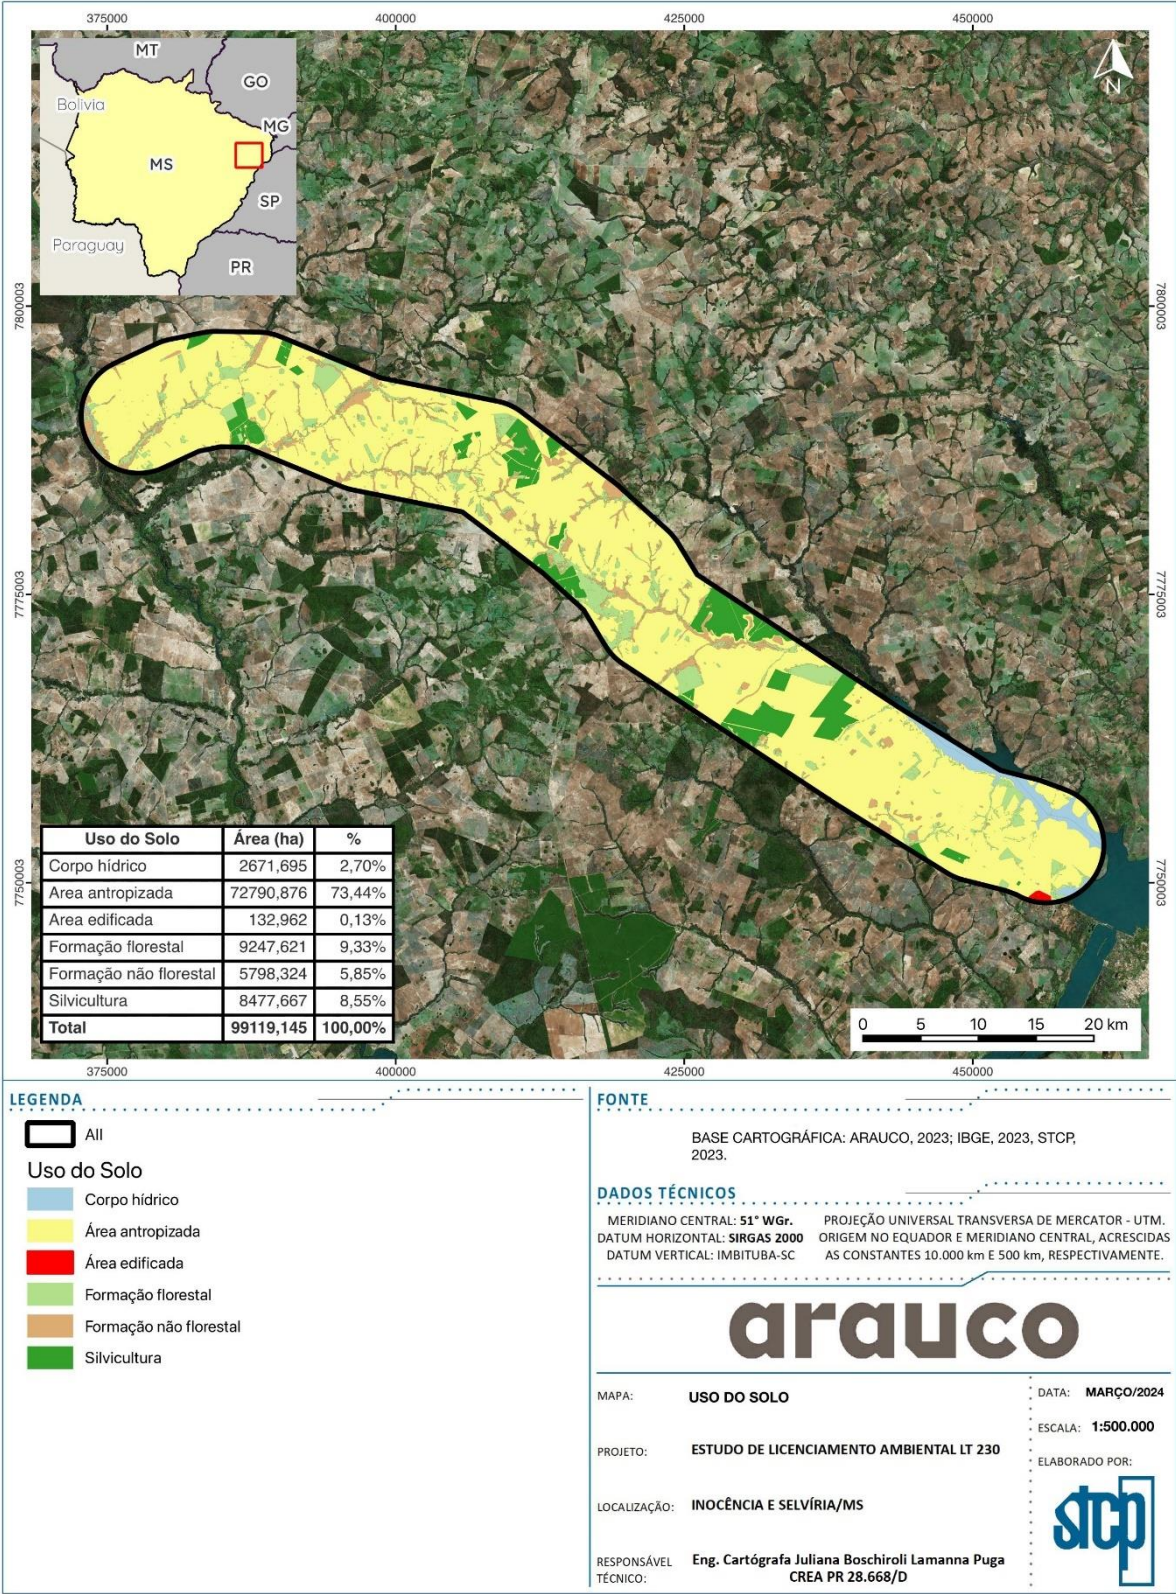 375000 400000 425000 450000
MT
GO
Bolivia
MG
MS
SP
Paraguay
PR
N
7800003 7800003
7775003 7775003
7750003 7750003
Uso do Solo Área (ha) %
Corpo hídrico 2671,695 2,70%
Area antropizada 72790,876 73,44%
Area edificada 132,962 0,13%
Formação florestal 9247,621 9,33%
Formação não florestal 5798,324 5,85%
Silvicultura 8477,667 8,55%
Total 99119,145 100,00%
0 5 10 15 20 km
375000 400000 425000 450000
LEGENDA
AII
Uso do Solo
Corpo hídrico
Área antropizada
Área edificada
Formação florestal
Formação não florestal
Silvicultura
FONTE
BASE CARTOGRÁFICA: ARAUCO, 2023; IBGE, 2023, STCP,
2023.
DADOS TÉCNICOS
MERIDIANO CENTRAL: 51° WGr.
DATUM HORIZONTAL: SIRGAS 2000
DATUM VERTICAL: IMBITUBA-SC
PROJEÇÃO UNIVERSAL TRANSVERSA DE MERCATOR - UTM.
ORIGEM NO EQUADOR E MERIDIANO CENTRAL, ACRESCIDAS
AS CONSTANTES 10.000 km E 500 km, RESPECTIVAMENTE.
arauco
MAPA: USO DO SOLO
PROJETO: ESTUDO DE LICENCIAMENTO AMBIENTAL LT 230
LOCALIZAÇÃO: INOCÊNCIA E SELVÍRIA/MS
RESPONSÁVEL
TÉCNICO:
Eng. Cartógrafa Juliana Boschiroli Lamanna Puga
CREA PR 28.668/D
DATA: MARÇO/2024
ESCALA: 1:500.000
ELABORADO POR:
stcp